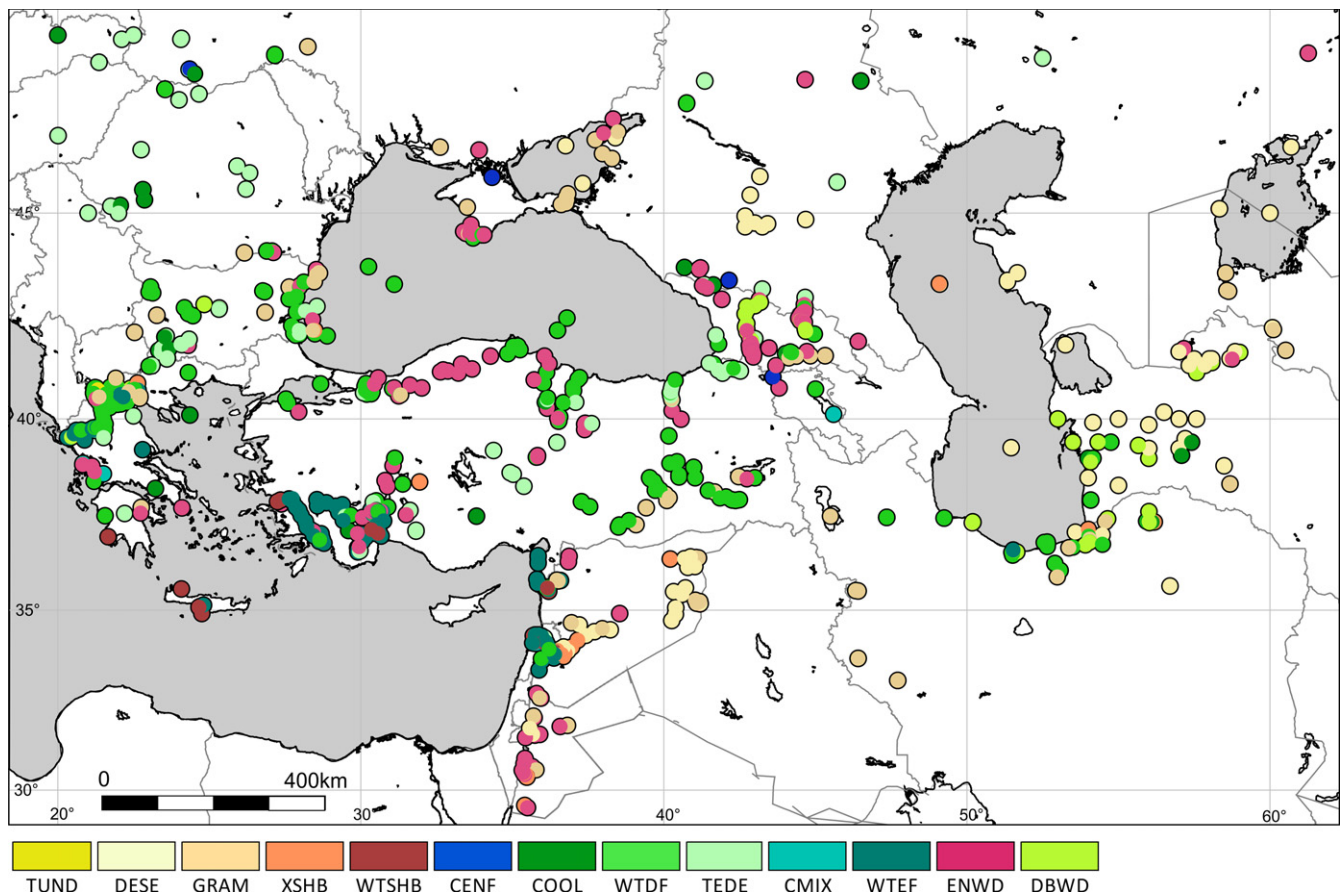 45°
40°
35°
0 400km
30°
20° 30° 40° 50° 60°
TUND DESE GRAM XSHB WTSHB CENF COOL WTDF TEDE CMIX WTEF ENWD DBWD